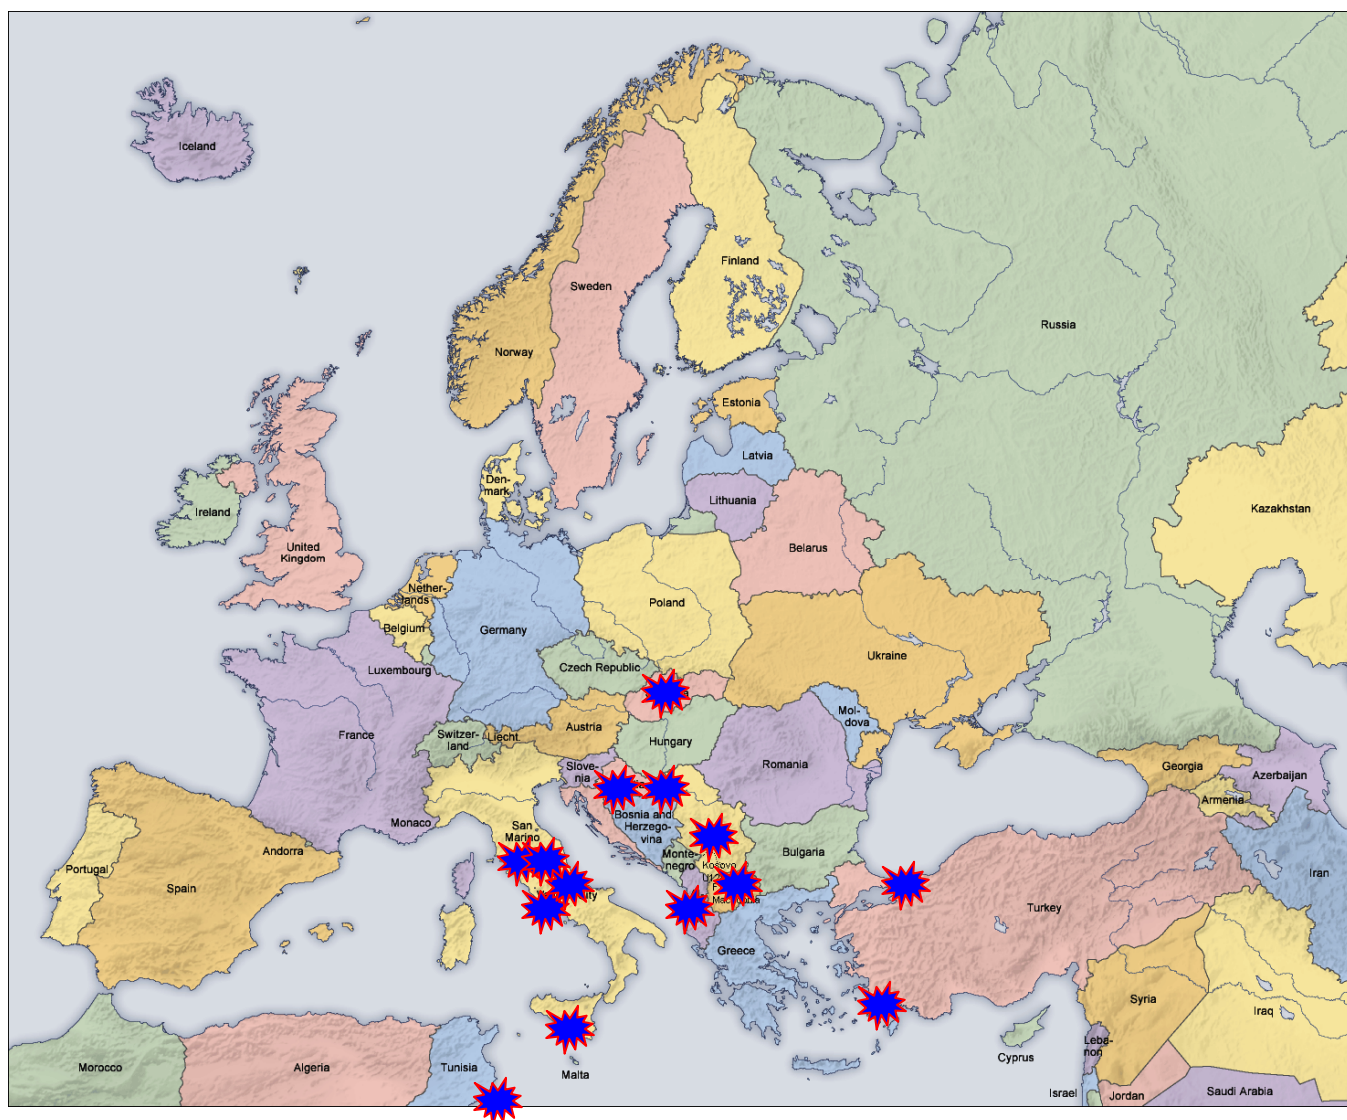 Iceland
Finland
Sweden
Russia
Norway
Estonia
Latvia
Den-
mark
Lithuania
Ireland
Kazakhstan
United
Kingdom
Belarus
Nether-
lands
Poland
Belgium
Germany
Ukraine
Czech Republic
Luxembourg
Mol-
dova
Austria
Switzer-
land
Liecht.
France
Hungary
Slove-
nia
Romania
Georgia
Azerbaijan
Armenia
Monaco
San
Marino
Bosnia and
Herzego-
vina
Andorra
Monte-
negro
Kosovo
Bulgaria
Portugal
Spain
Iran
Turkey
Greece
Syria
Iraq
Cyprus
Leba-
non
Morocco
Algeria
Tunisia
Malta
Israel
Jordan
Saudi Arabia